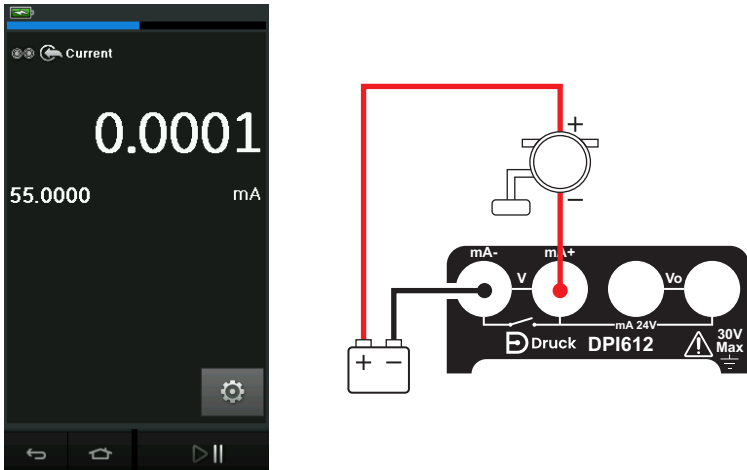 Current
0.0001
55.0000 mA
+
−
mA- mA+
V Vo
mA 24V
Druck DPI612
30V
Max
+ −